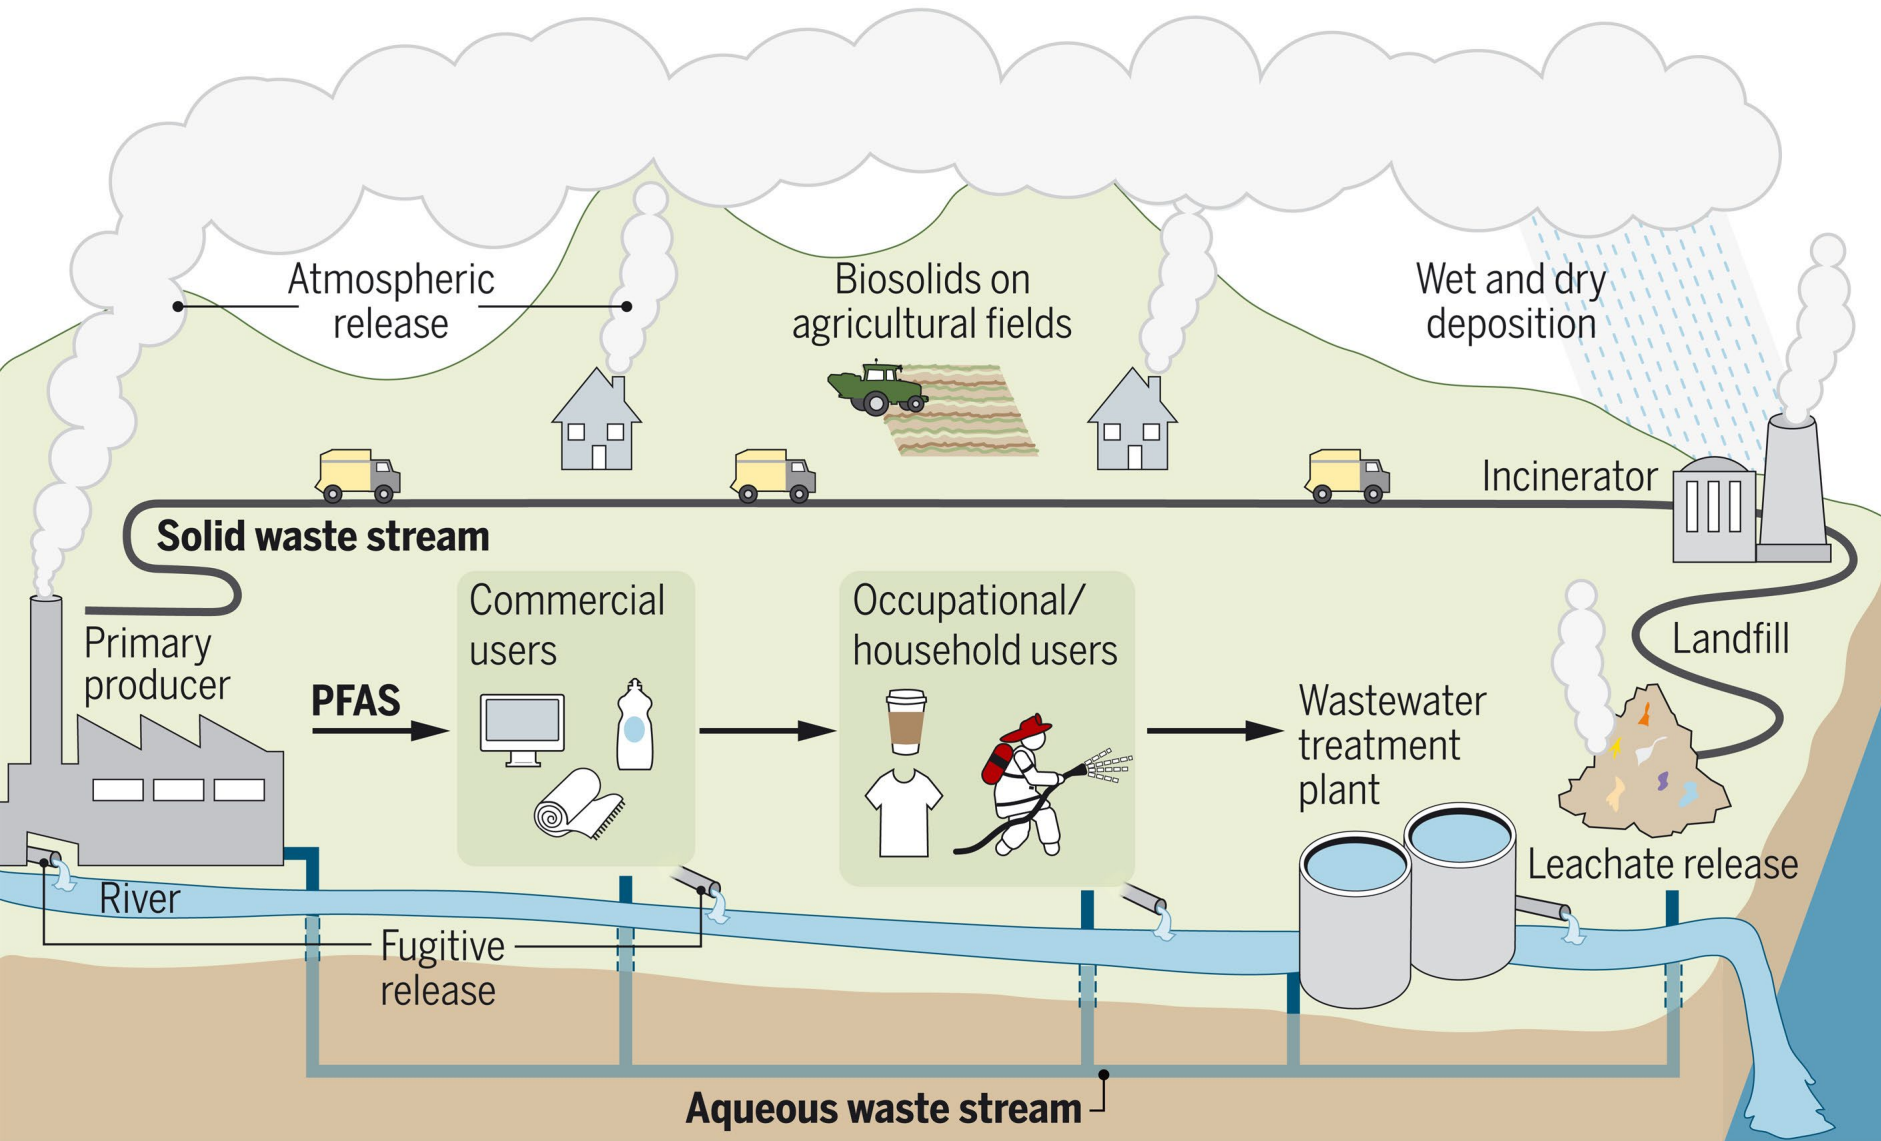 Atmospheric
release
Biosolids on
agricultural fields
Wet and dry
deposition
Incinerator
Solid waste stream
Commercial
users
Occupational/
household users
Landfill
Primary
producer
PFAS
Wastewater
treatment
plant
Leachate release
River
Fugitive
release
Aqueous waste stream